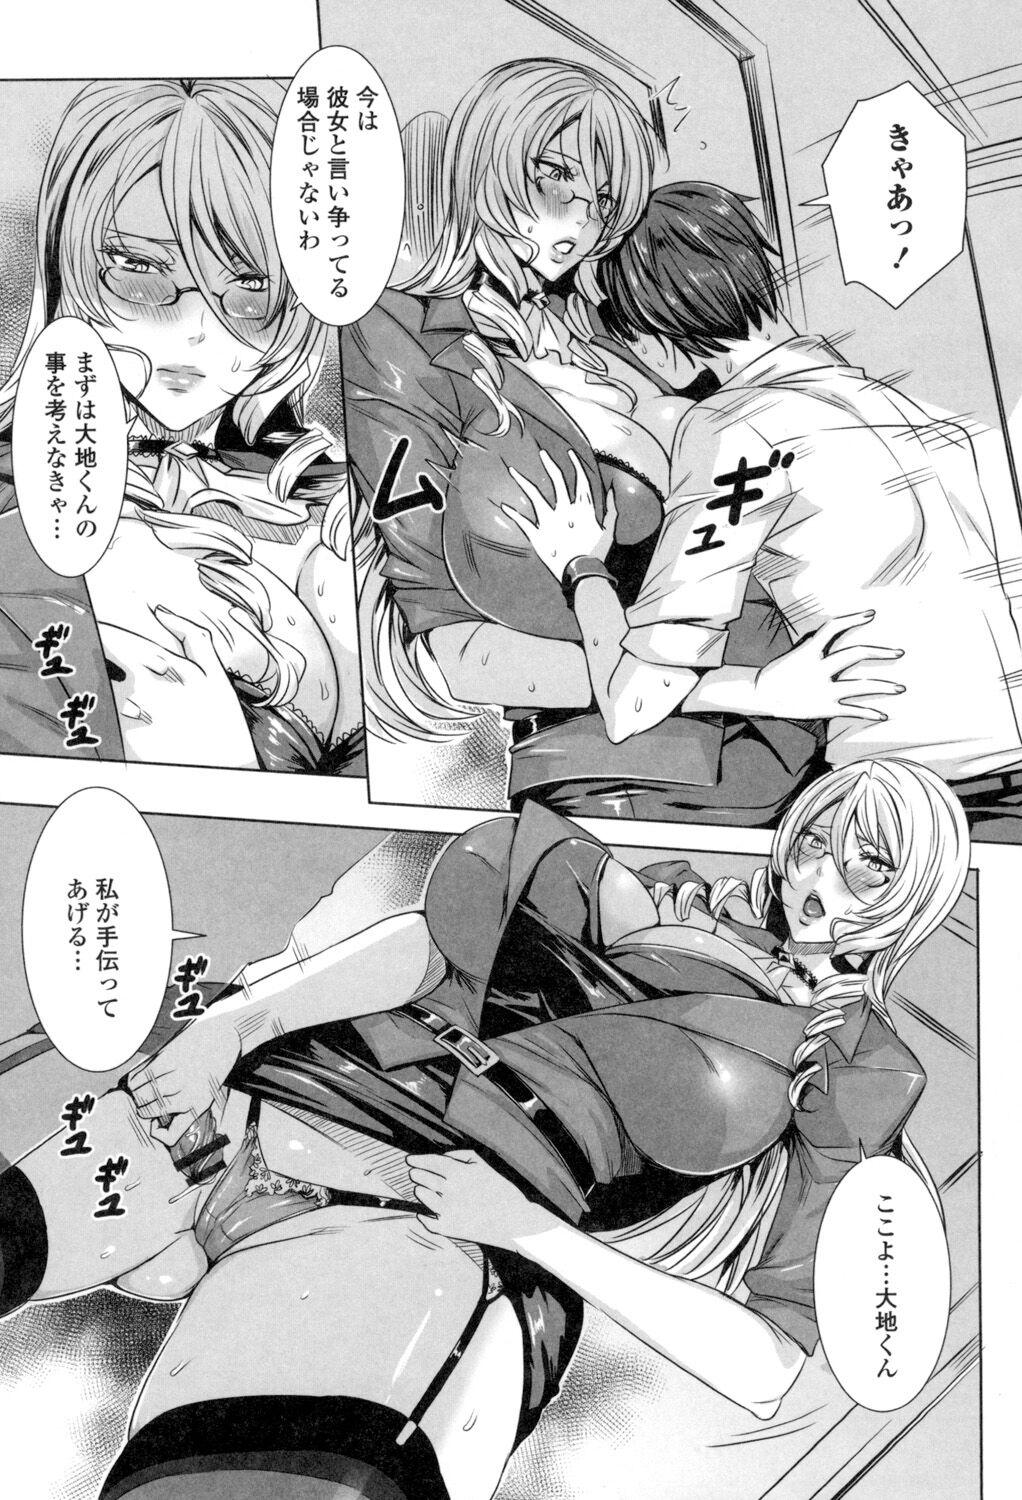 きゃあっ！
今は
彼女と言い争ってる
場合じゃないわ
ギュ
ム
まずは大地くんの
事を考えなきゃ…
ギュ
ギュ
私が手伝って
あげる…
ギュ
ギュ
ギュ
ここよ…大地くん